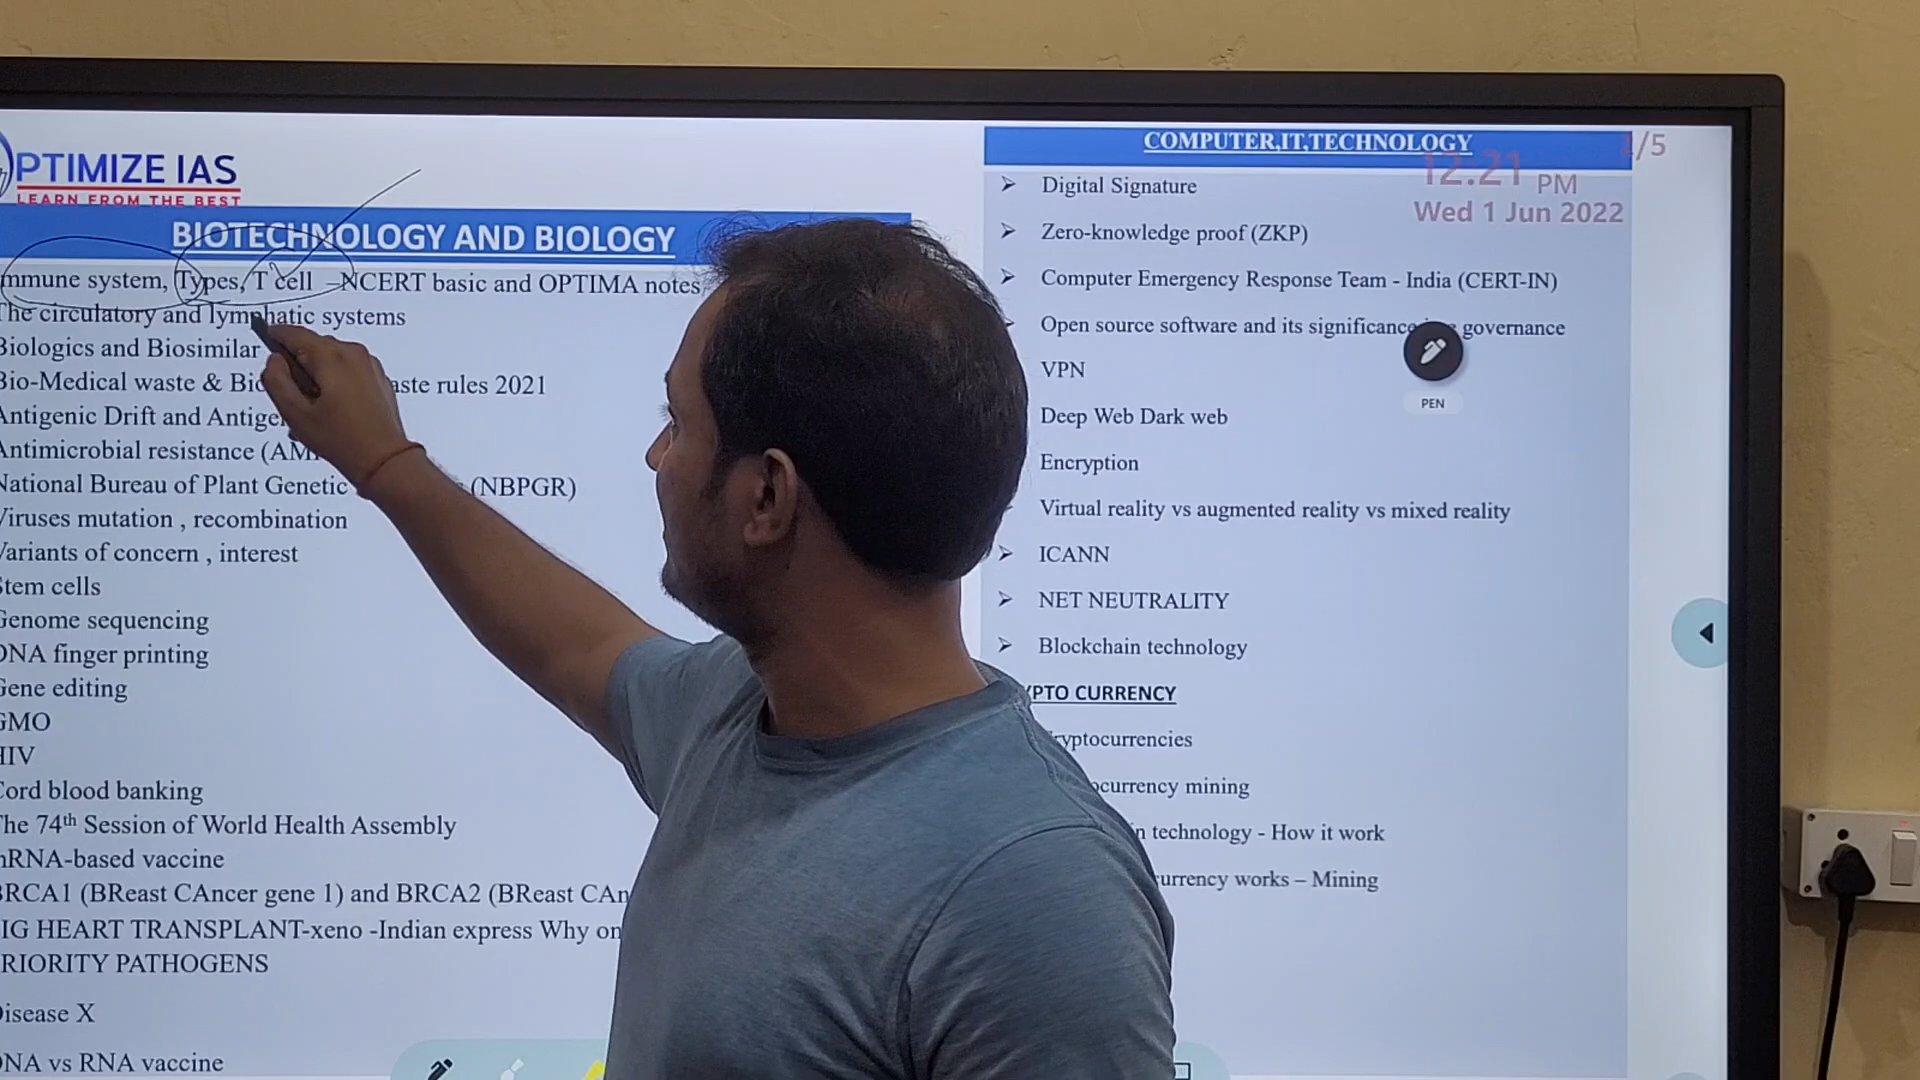 PTIMIZE IAS
LEARN FROM THE BEST
BIOTECHNOLOGY AND BIOLOGY
mmune system, Types, T cell –NCERT basic and OPTIMA notes
The circulatory and lymphatic systems
Biologics and Biosimilar
Bio-Medical waste & Bio aste rules 2021
Antigenic Drift and Antige
Antimicrobial resistance (AM
National Bureau of Plant Genetic (NBPGR)
Viruses mutation , recombination
Variants of concern , interest
Stem cells
Genome sequencing
DNA finger printing
Gene editing
GMO
HIV
Cord blood banking
The 74th Session of World Health Assembly
mRNA-based vaccine
BRCA1 (BReast CAncer gene 1) and BRCA2 (BReast CAn
IG HEART TRANSPLANT-xeno -Indian express Why on
RIORITY PATHOGENS
Disease X
DNA vs RNA vaccine
COMPUTER,IT,TECHNOLOGY
/5
12.21 PM
Wed 1 Jun 2022
➢ Digital Signature
➢ Zero-knowledge proof (ZKP)
➢ Computer Emergency Response Team - India (CERT-IN)
Open source software and its significance governance
VPN
PEN
Deep Web Dark web
Encryption
Virtual reality vs augmented reality vs mixed reality
➢ ICANN
➢ NET NEUTRALITY
➢ Blockchain technology
YPTO CURRENCY
ryptocurrencies
ocurrency mining
n technology - How it work
urrency works – Mining